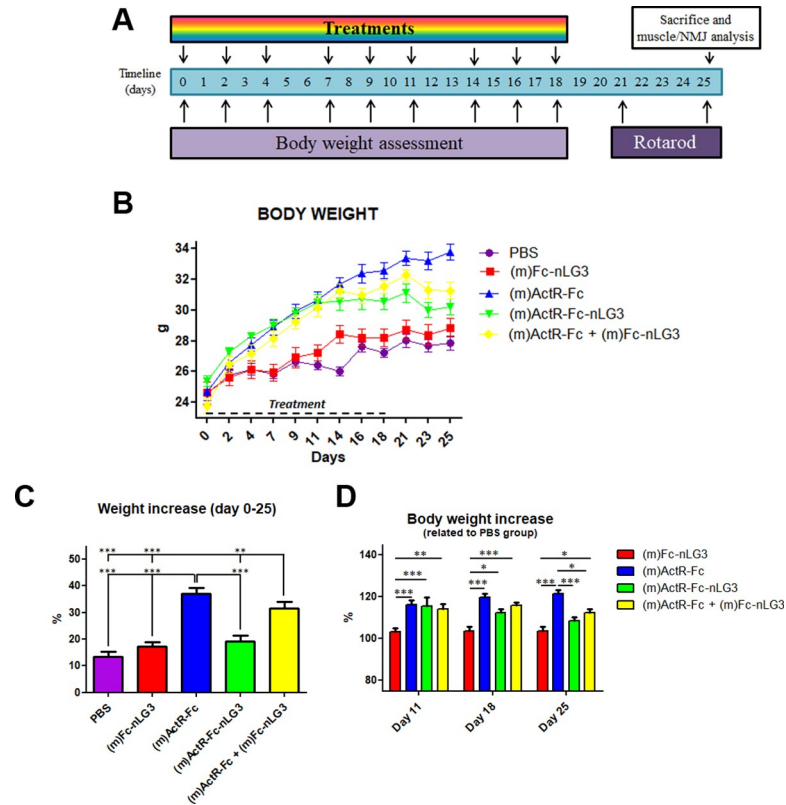 A
Treatments
Sacrifice and
muscle/NMJ analysis
Timeline
(days)
0 1 2 3 4 5 6 7 8 9 10 11 12 13 14 15 16 17 18 19 20 21 22 23 24 25
Body weight assessment
Rotarod
B
BODY WEIGHT
34
32
30
28
26
24
g
Treatment
0 2 4 7 9 11 14 16 18 21 23 25
Days
PBS
(m)Fc-nLG3
(m)ActR-Fc
(m)ActR-Fc-nLG3
(m)ActR-Fc + (m)Fc-nLG3
C
Weight increase (day 0-25)
*** *** **
*** *** ***
50
40
30
20
10
0
%
PBS
(m)Fc-nLG3
(m)ActR-Fc
(m)ActR-Fc-nLG3
(m)ActR-Fc + (m)Fc-nLG3
D
Body weight increase
(related to PBS group)
140
120
100
80
%
**
***
***
***
*
***
*
*
*** ***
Day 11
Day 18
Day 25
(m)Fc-nLG3
(m)ActR-Fc
(m)ActR-Fc-nLG3
(m)ActR-Fc + (m)Fc-nLG3